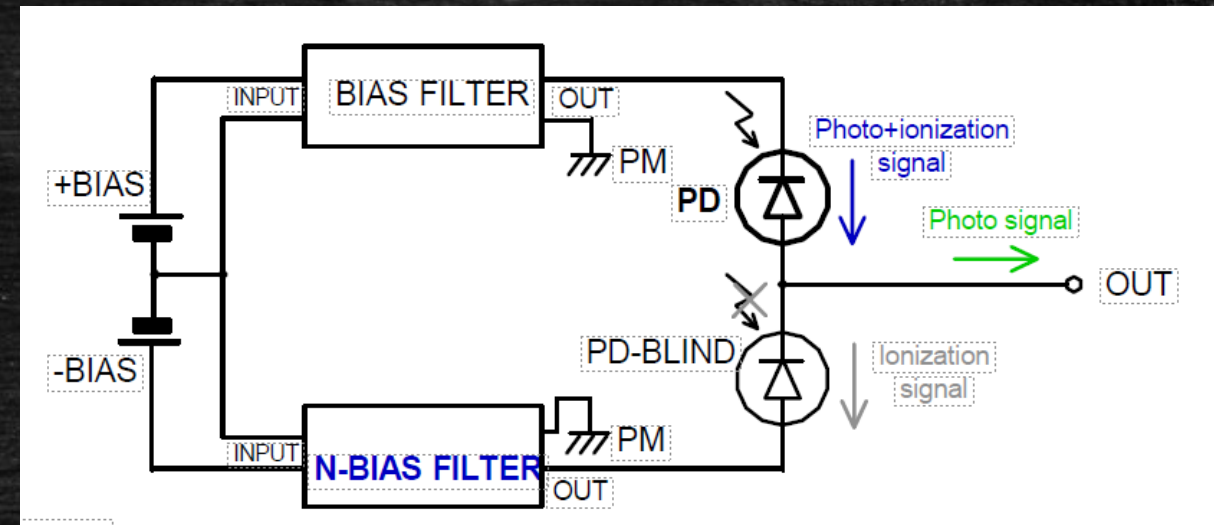 INPUT
BIAS FILTER
OUT
PM
Photo+ionization
signal
+BIAS
PD
Photo signal
OUT
PD-BLIND
Ionization
signal
-BIAS
INPUT
N-BIAS FILTER
PM
OUT